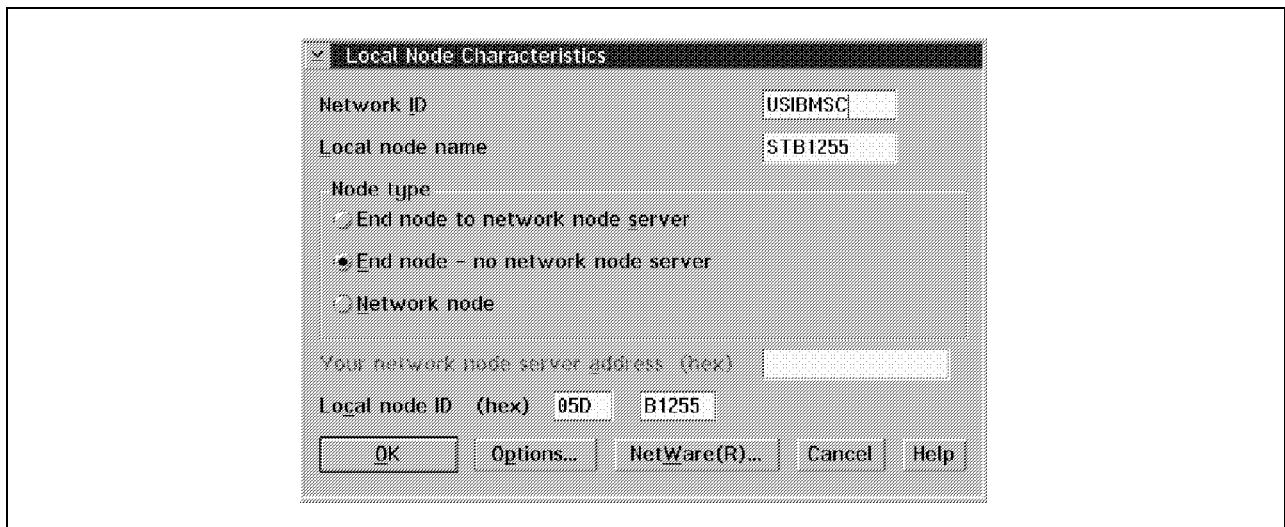 Local Node Characteristics
Network ID USIBMSC
Local node name STB1255
Node type
End node to network node server
End node - no network node server
Network node
Your network node server address (hex)
Local node ID (hex) 05D B1255
OK Options... NetWare(R)... Cancel Help